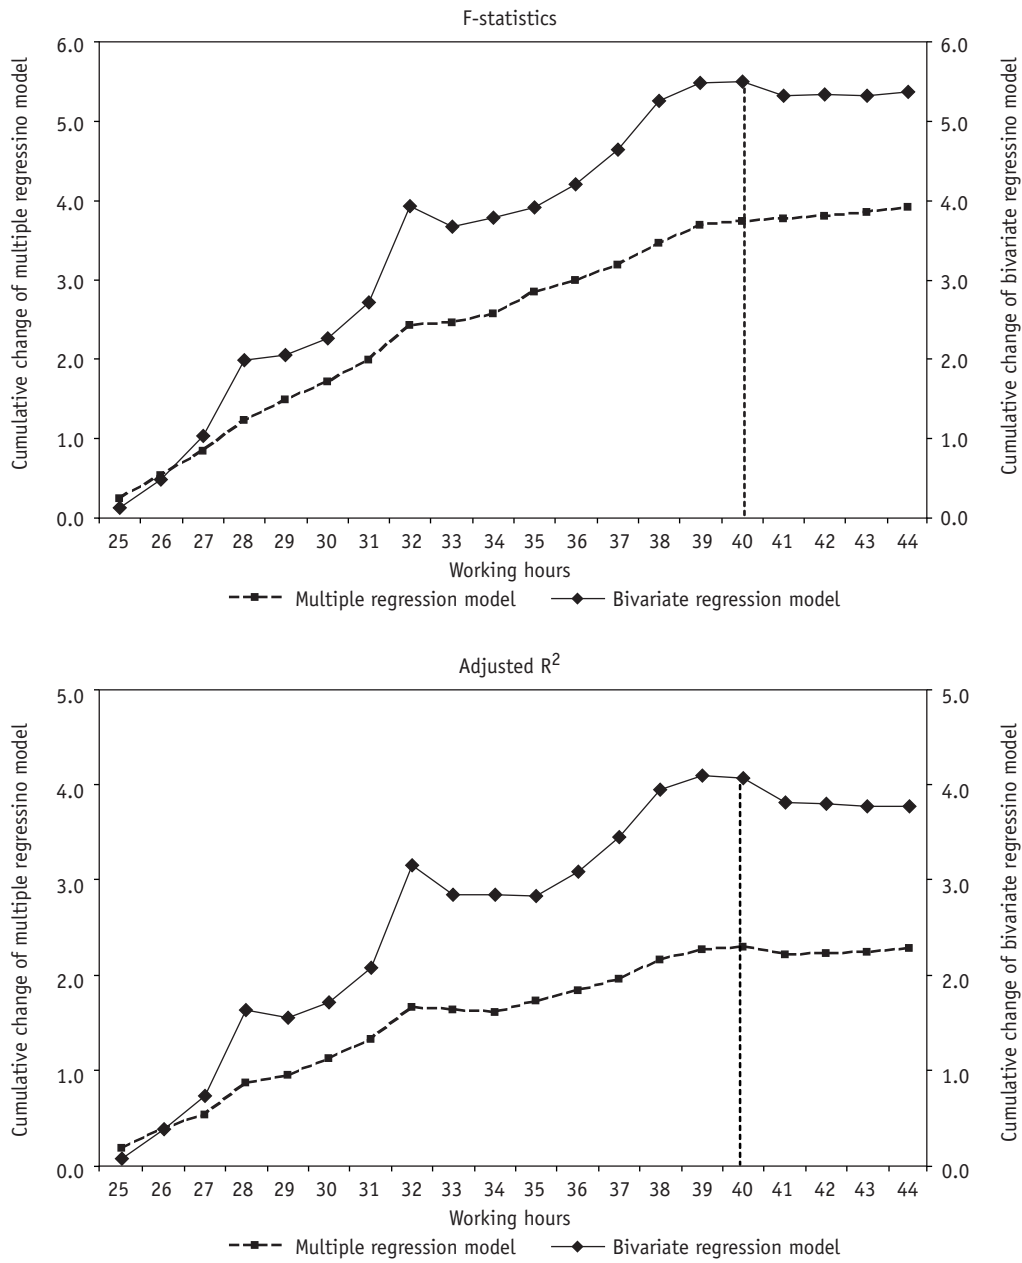 F-statistics
Cumulative change of multiple regressino model
6.0
5.0
4.0
3.0
2.0
1.0
0.0
6.0
5.0
4.0
3.0
2.0
1.0
0.0
Cumulative change of bivariate regressino model
25 26 27 28 29 30 31 32 33 34 35 36 37 38 39 40 41 42 43 44
Working hours
Multiple regression model Bivariate regression model
Adjusted R²
Cumulative change of multiple regressino model
5.0
4.0
3.0
2.0
1.0
0.0
5.0
4.0
3.0
2.0
1.0
0.0
Cumulative change of bivariate regressino model
25 26 27 28 29 30 31 32 33 34 35 36 37 38 39 40 41 42 43 44
Working hours
Multiple regression model Bivariate regression model